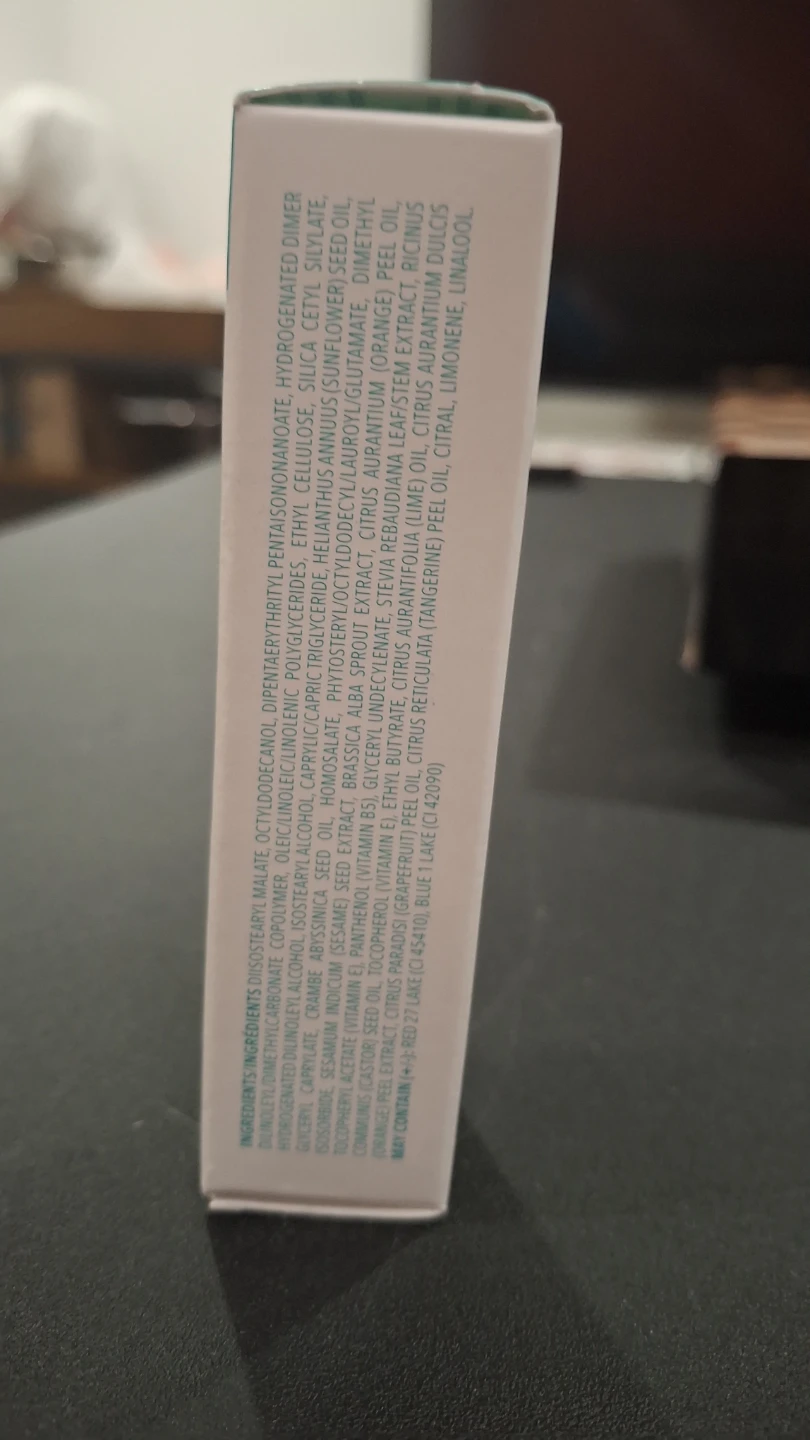 INGREDIENTS/INGRÉDIENTS DIISOSTEARYL MALATE, OCTYLDODECANOL, DIPENTAERYTHRITYL PENTAISONONANOATE, HYDROGENATED DIMER
DILINOLEYL/DIMETHYLCARBONATE COPOLYMER, OLEIC/LINOLEIC/LINOLENIC POLYGLYCERIDES, ETHYL CELLULOSE, SILICA CETYL SILYLATE,
HYDROGENATED DILINOLEYL ALCOHOL, ISOSTEARYL ALCOHOL, CAPRYLIC/CAPRIC TRIGLYCERIDE, HELIANTHUS ANNUUS (SUNFLOWER) SEED OIL,
GLYCERYL CAPRYLATE, CRAMBE ABYSSINICA SEED OIL, HOMOSALATE, PHYTOSTERYL/OCTYLDODECYL/LAUROYL/GLUTAMATE, DIMETHYL
ISOSORBIDE, SESAMUM INDICUM (SESAME) SEED EXTRACT, BRASSICA ALBA SPROUT EXTRACT, CITRUS AURANTIUM (ORANGE) PEEL OIL,
TOCOPHERYL ACETATE (VITAMIN E), PANTHENOL (VITAMIN B5), GLYCERYL UNDECYLENATE, STEVIA REBAUDIANA LEAF/STEM EXTRACT, RICINUS
COMMUNIS (CASTOR) SEED OIL, TOCOPHEROL (VITAMIN E), ETHYL BUTYRATE, CITRUS AURANTIFOLIA (LIME) OIL, CITRUS AURANTIUM DULCIS
(ORANGE) PEEL EXTRACT, CITRUS PARADISI (GRAPEFRUIT) PEEL OIL, CITRUS RETICULATA (TANGERINE) PEEL OIL, CITRAL, LIMONENE, LINALOOL.
MAY CONTAIN (+/-): RED 27 LAKE (CI 45410), BLUE 1 LAKE (CI 42090)